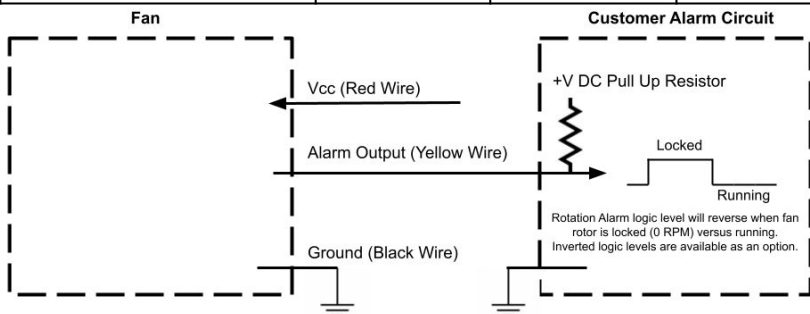 Fan
Customer Alarm Circuit
Vcc (Red Wire)
+V DC Pull Up Resistor
Alarm Output (Yellow Wire)
Locked
Running
Rotation Alarm logic level will reverse when fan
rotor is locked (0 RPM) versus running.
Inverted logic levels are available as an option.
Ground (Black Wire)